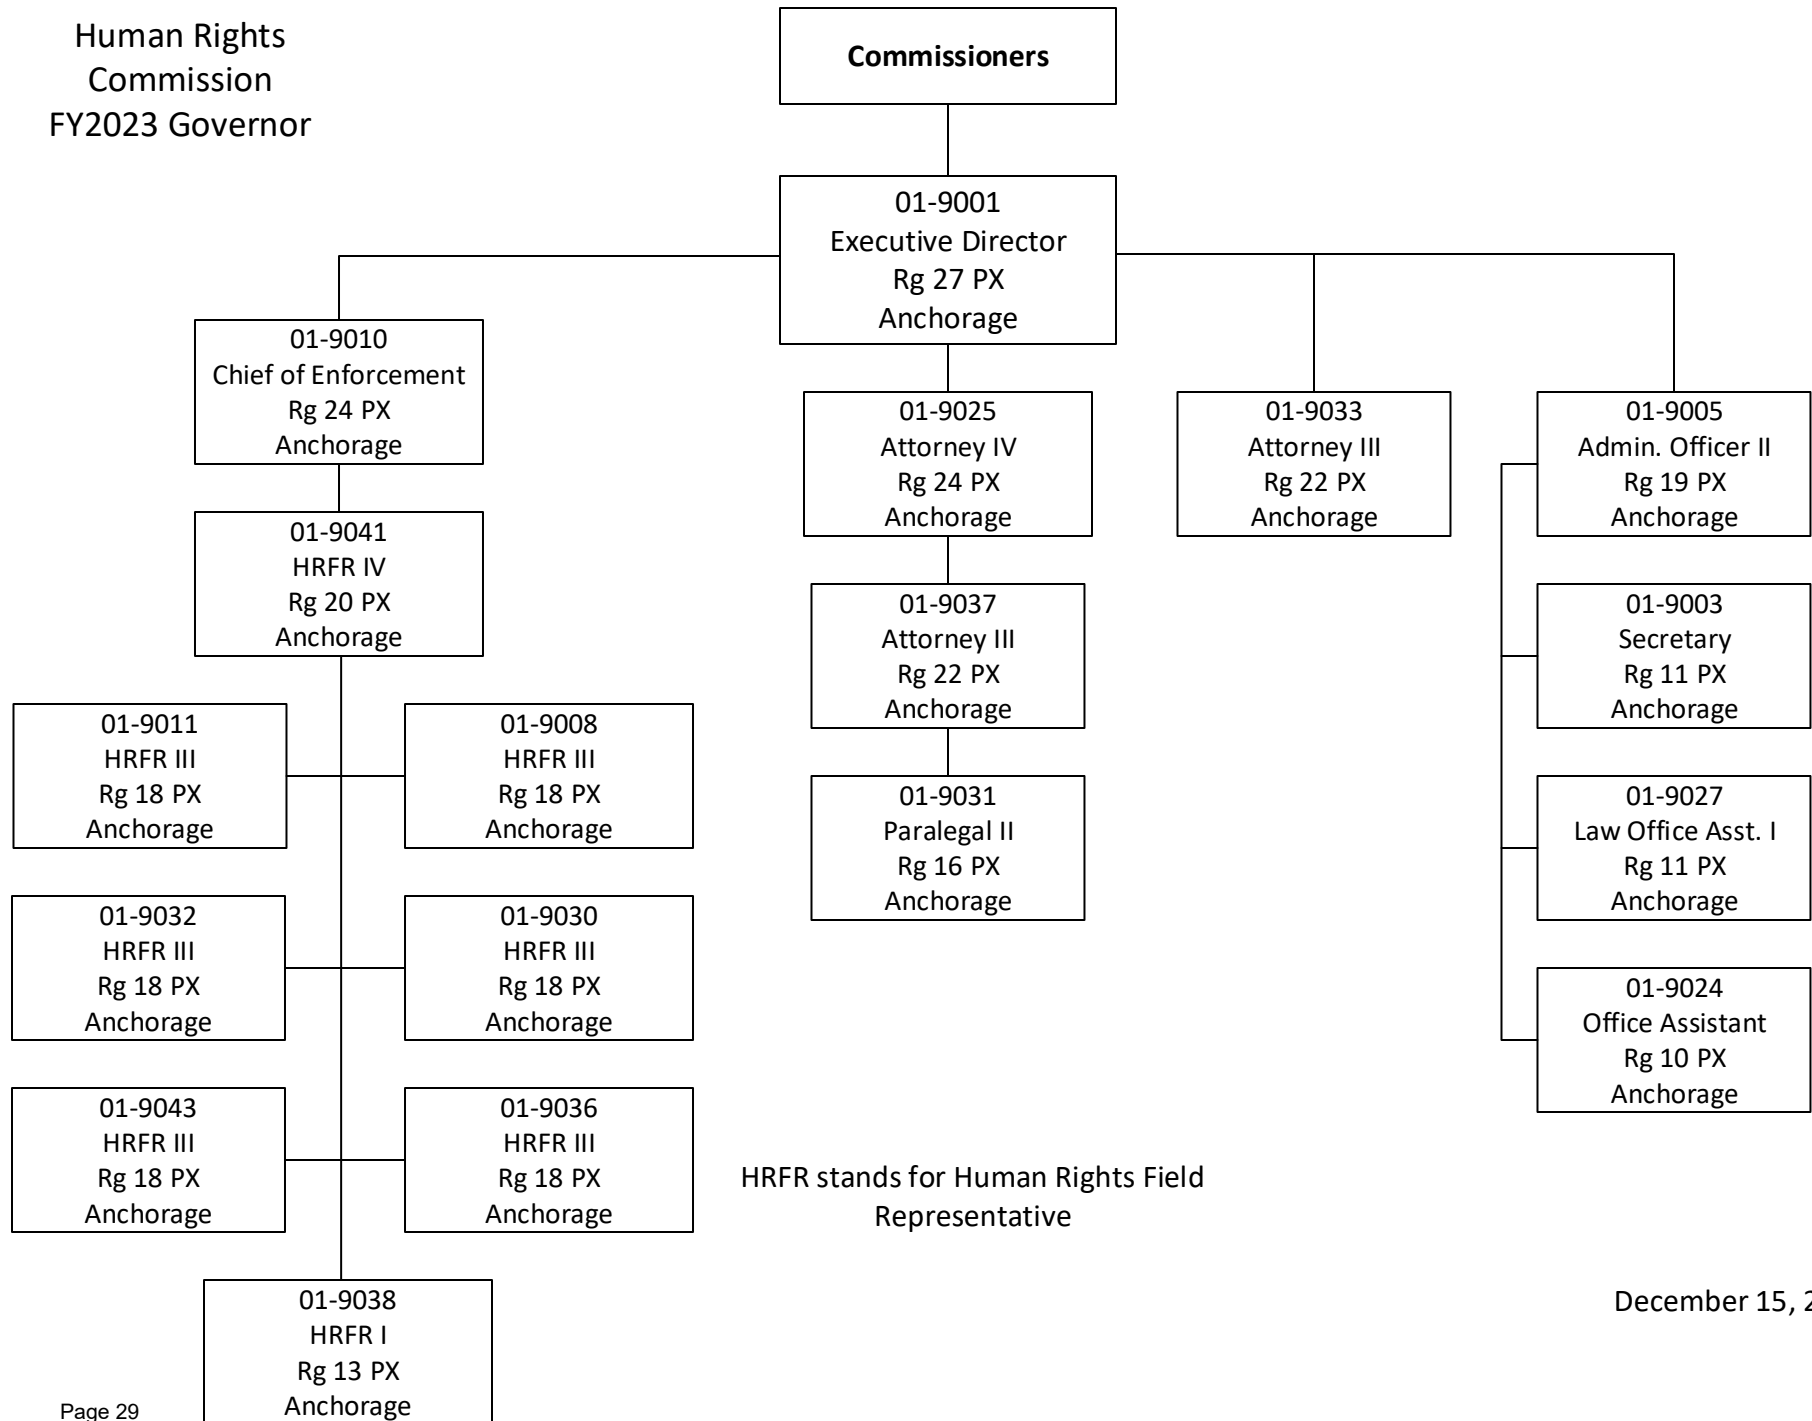 Human Rights
Commission
FY2023 Governor
Commissioners
01-9001
Executive Director
Rg 27 PX
Anchorage
01-9010
Chief of Enforcement
Rg 24 PX
Anchorage
01-9025
Attorney IV
Rg 24 PX
Anchorage
01-9033
Attorney III
Rg 22 PX
Anchorage
01-9005
Admin. Officer II
Rg 19 PX
Anchorage
01-9041
HRFR IV
Rg 20 PX
Anchorage
01-9037
Attorney III
Rg 22 PX
Anchorage
01-9003
Secretary
Rg 11 PX
Anchorage
01-9011
HRFR III
Rg 18 PX
Anchorage
01-9008
HRFR III
Rg 18 PX
Anchorage
01-9031
Paralegal II
Rg 16 PX
Anchorage
01-9027
Law Office Asst. I
Rg 11 PX
Anchorage
01-9032
HRFR III
Rg 18 PX
Anchorage
01-9030
HRFR III
Rg 18 PX
Anchorage
01-9024
Office Assistant
Rg 10 PX
Anchorage
01-9043
HRFR III
Rg 18 PX
Anchorage
01-9036
HRFR III
Rg 18 PX
Anchorage
HRFR stands for Human Rights Field
Representative
01-9038
HRFR I
Rg 13 PX
Anchorage
December 15,
Page 29